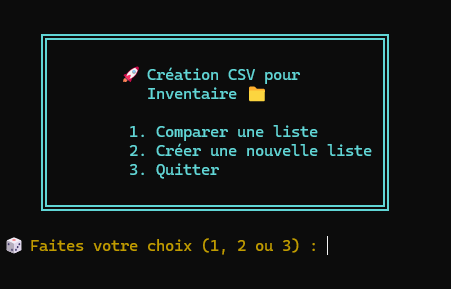 🚀 Création CSV pour
Inventaire 📁
1. Comparer une liste
2. Créer une nouvelle liste
3. Quitter
🎲 Faites votre choix (1, 2 ou 3) :